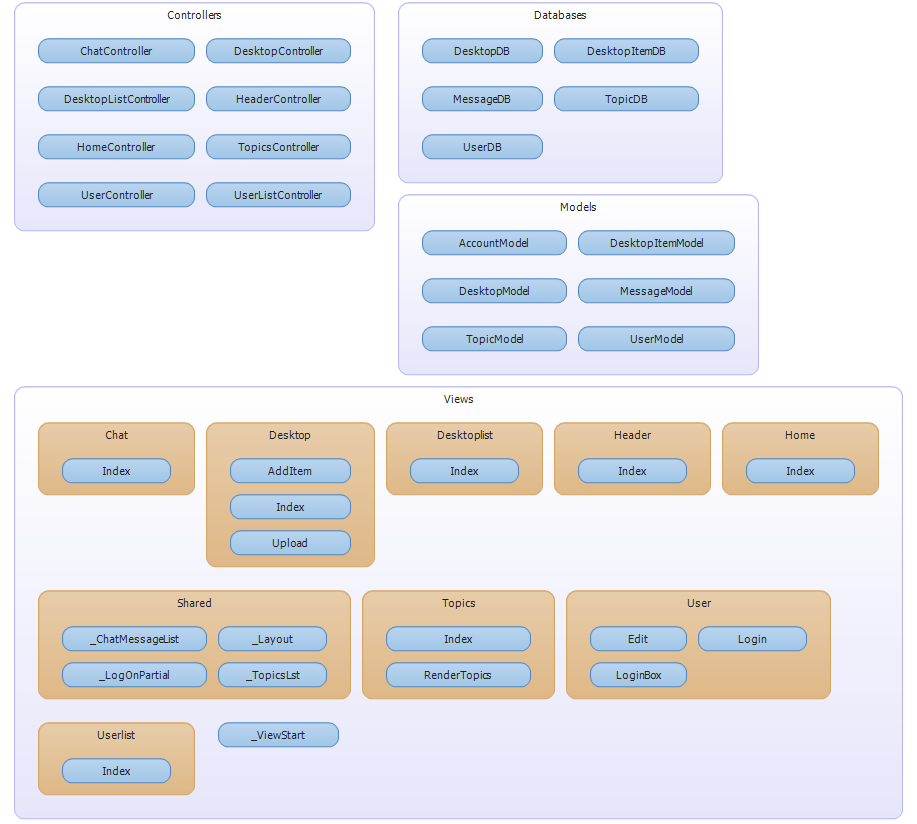 Controllers
ChatController
DesktopController
DesktopListController
HeaderController
HomeController
TopicsController
UserController
UserListController
Databases
DesktopDB
DesktopItemDB
MessageDB
TopicDB
UserDB
Models
AccountModel
DesktopItemModel
DesktopModel
MessageModel
TopicModel
UserModel
Views
Chat
Index
Desktop
AddItem
Index
Upload
Desktoplist
Index
Header
Index
Home
Index
Shared
_ChatMessageList
_Layout
_LogOnPartial
_TopicsLst
Topics
Index
RenderTopics
User
Edit
Login
LoginBox
Userlist
Index
_ViewStart